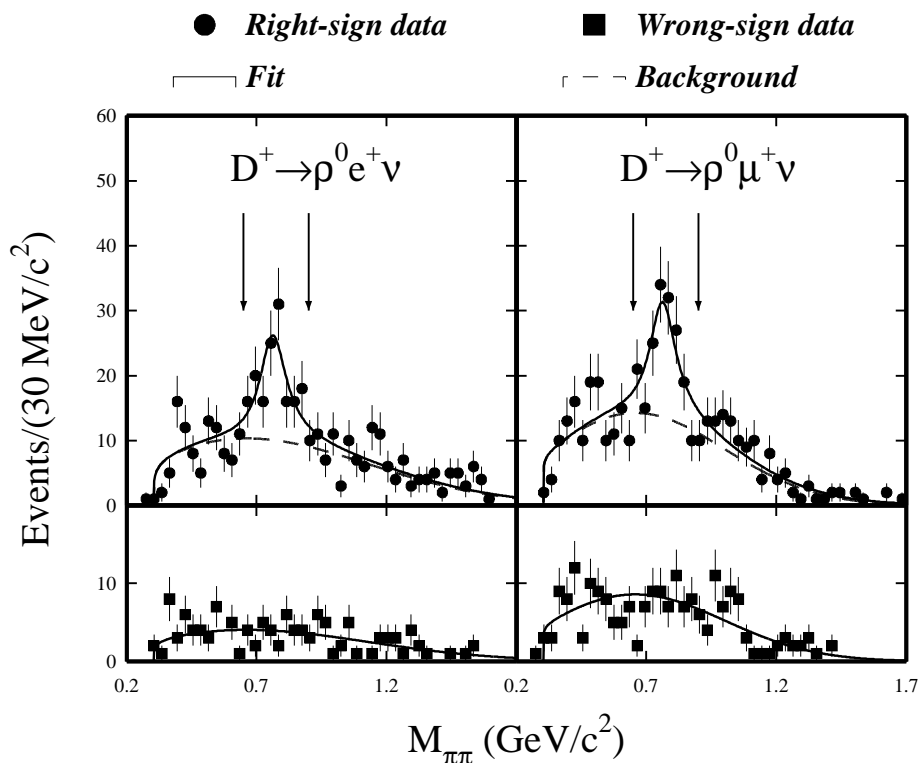 Right-sign data
Wrong-sign data
Fit
Background
Events/(30 MeV/c²)
60
50
40
30
20
10
0
D⁺→ρ⁰e⁺ν
D⁺→ρ⁰μ⁺ν
10
0
0.2
0.7
1.2
0.2
0.7
1.2
1.7
M_ππ (GeV/c²)